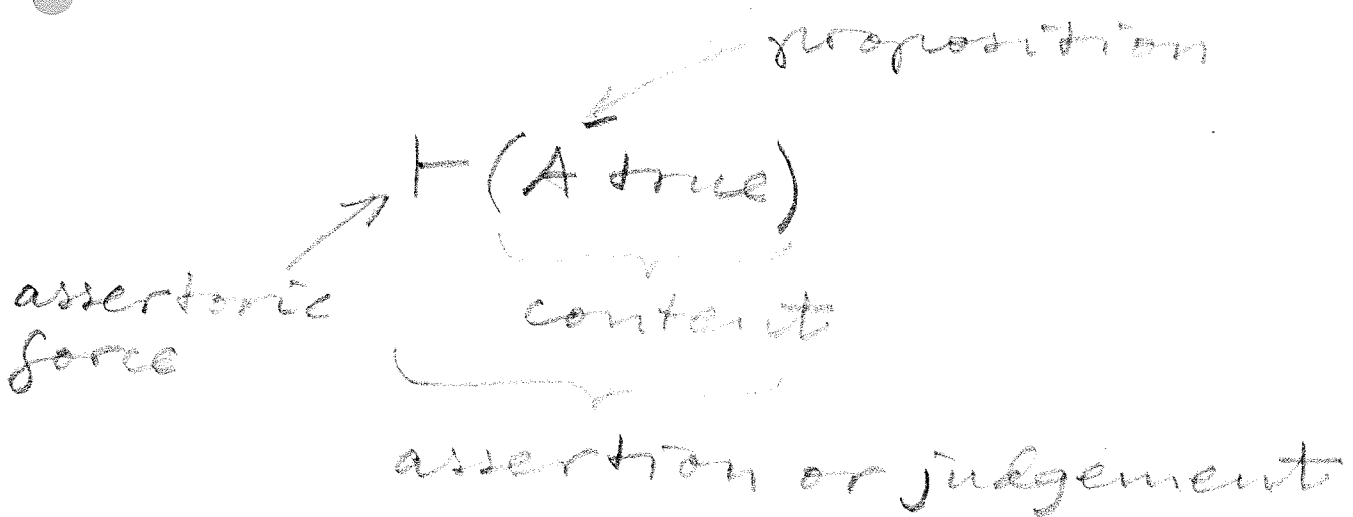 proposition
⊢ (A true)
assertoric
force
content
assertion or judgement